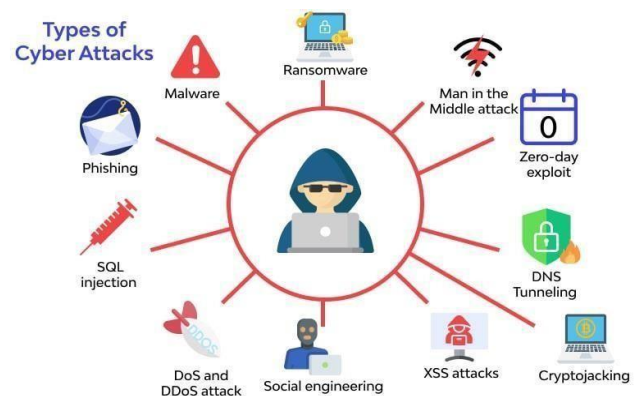 Types of
Cyber Attacks
Malware
Ransomware
Man in the
Middle attack
Phishing
0
Zero-day
exploit
SQL
injection
DNS
Tunneling
DDOS
DoS and
DDoS attack
Social engineering
XSS attacks
Cryptojacking